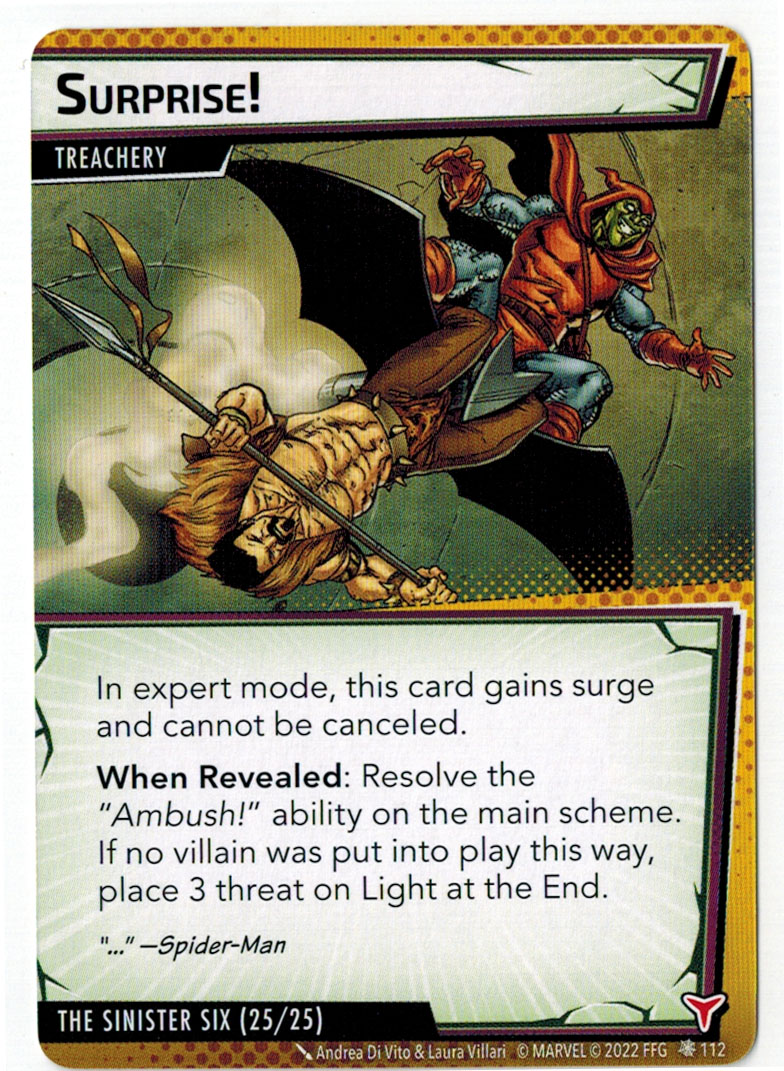 SURPRISE!
TREACHERY
In expert mode, this card gains surge
and cannot be canceled.
When Revealed: Resolve the
"Ambush!" ability on the main scheme.
If no villain was put into play this way,
place 3 threat on Light at the End.
"..." —Spider-Man
THE SINISTER SIX (25/25)
Andrea Di Vito & Laura Villari © MARVEL © 2022 FFG 112